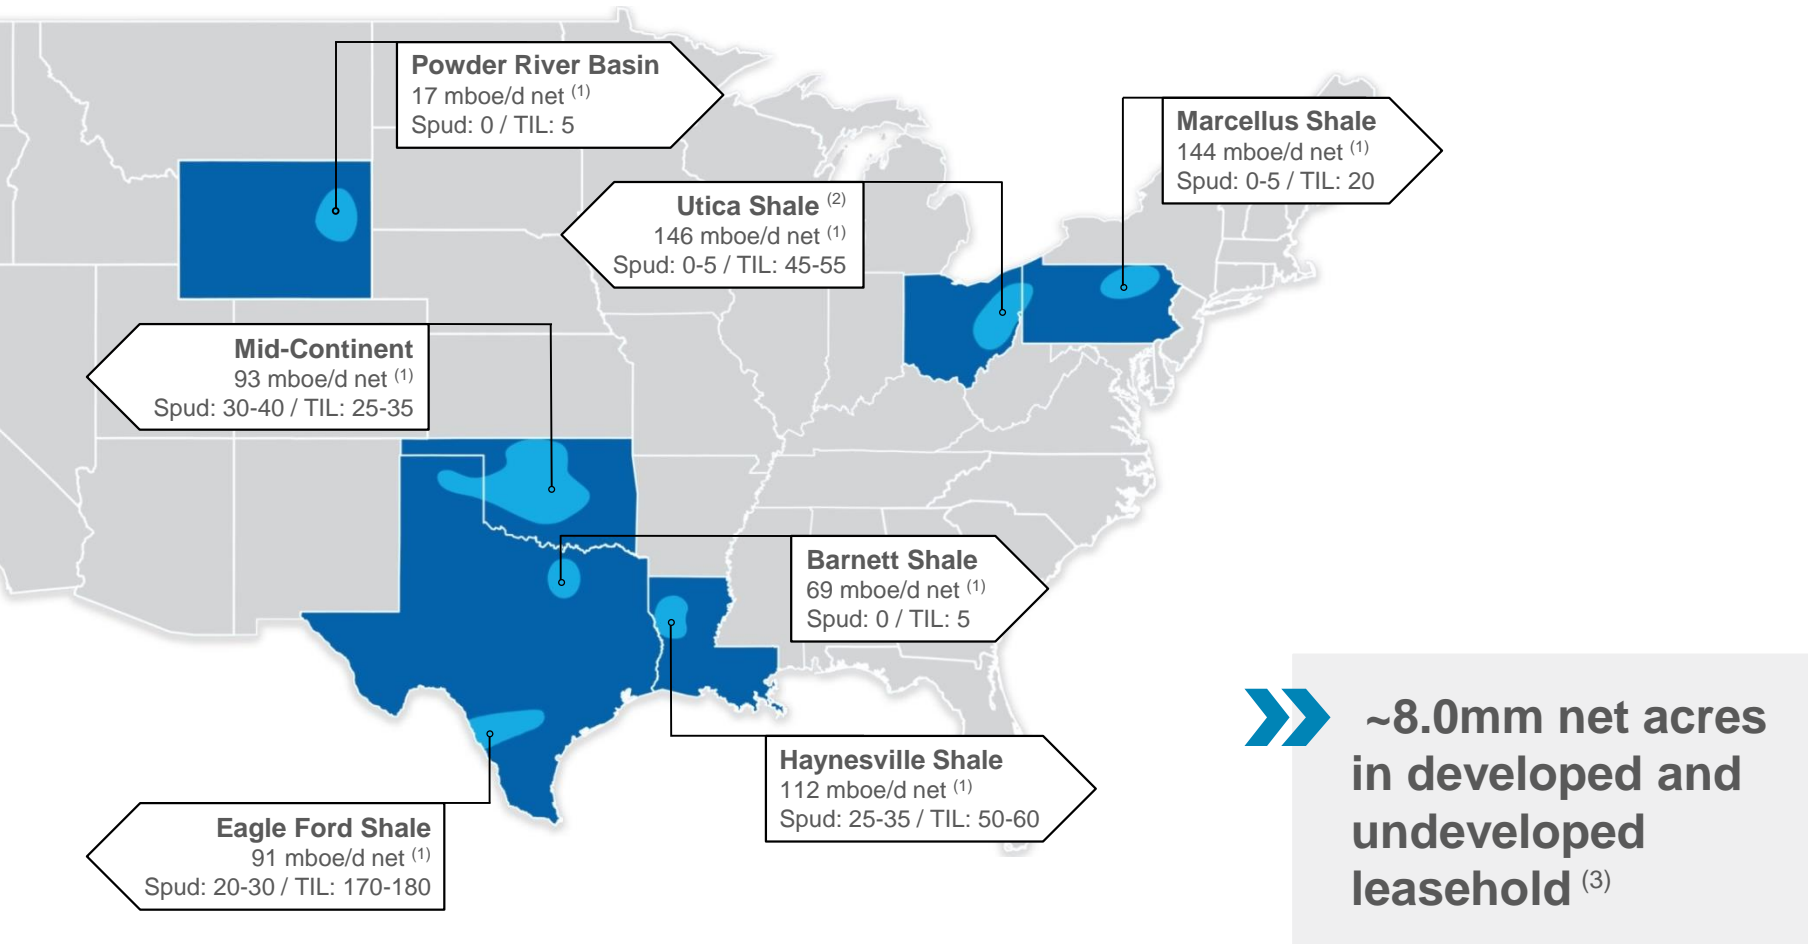 Powder River Basin
17 mboe/d net (1)
Spud: 0 / TIL: 5
Marcellus Shale
144 mboe/d net (1)
Spud: 0-5 / TIL: 20
Utica Shale (2)
146 mboe/d net (1)
Spud: 0-5 / TIL: 45-55
Mid-Continent
93 mboe/d net (1)
Spud: 30-40 / TIL: 25-35
Barnett Shale
69 mboe/d net (1)
Spud: 0 / TIL: 5
Haynesville Shale
112 mboe/d net (1)
Spud: 25-35 / TIL: 50-60
Eagle Ford Shale
91 mboe/d net (1)
Spud: 20-30 / TIL: 170-180
~8.0mm net acres
in developed and
undeveloped
leasehold (3)